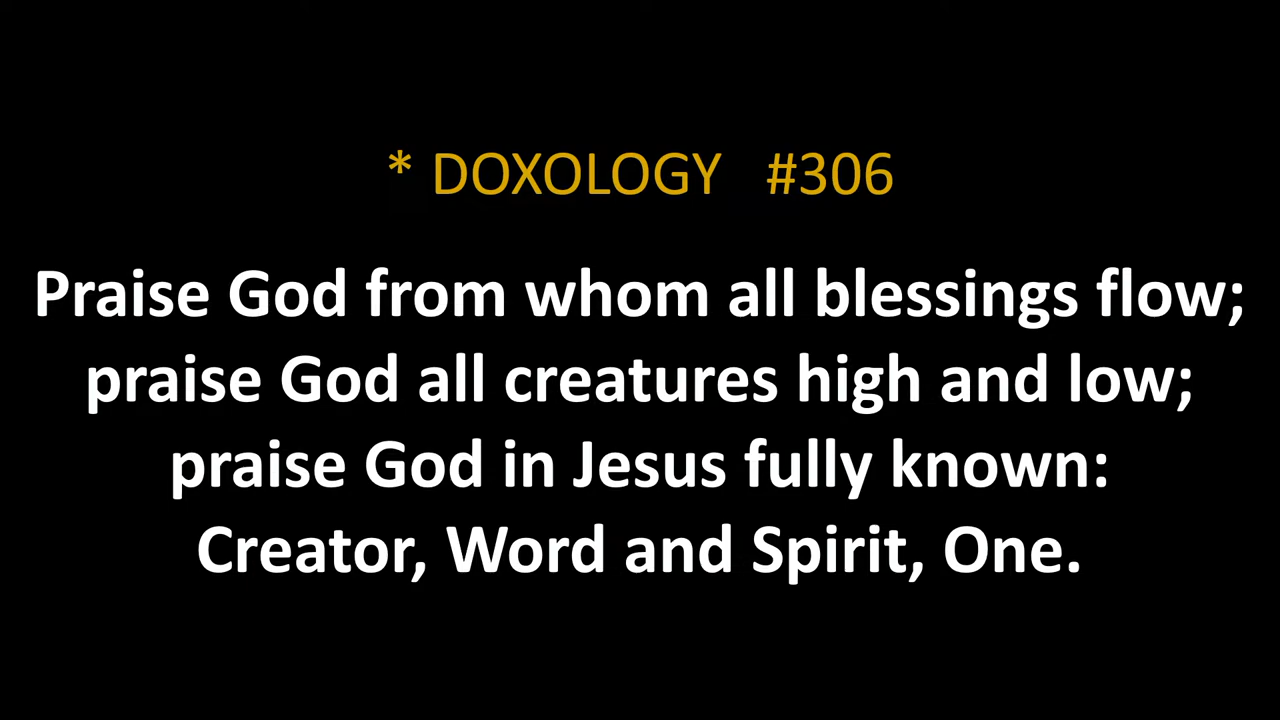 * DOXOLOGY #306
Praise God from whom all blessings flow;
praise God all creatures high and low;
praise God in Jesus fully known:
Creator, Word and Spirit, One.